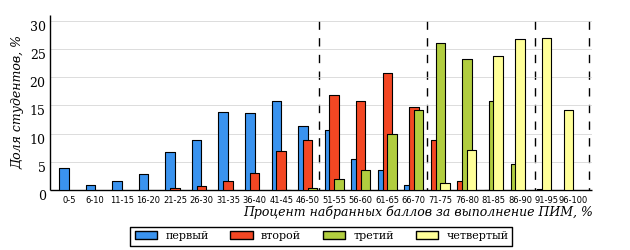 Доля студентов, %
30
25
20
15
10
5
0
0-5 6-10 11-15 16-20 21-25 26-30 31-35 36-40 41-45 46-50 51-55 56-60 61-65 66-70 71-75 76-80 81-85 86-90 91-95 96-100
Процент набранных баллов за выполнение ПИМ, %
первый второй третий четвертый